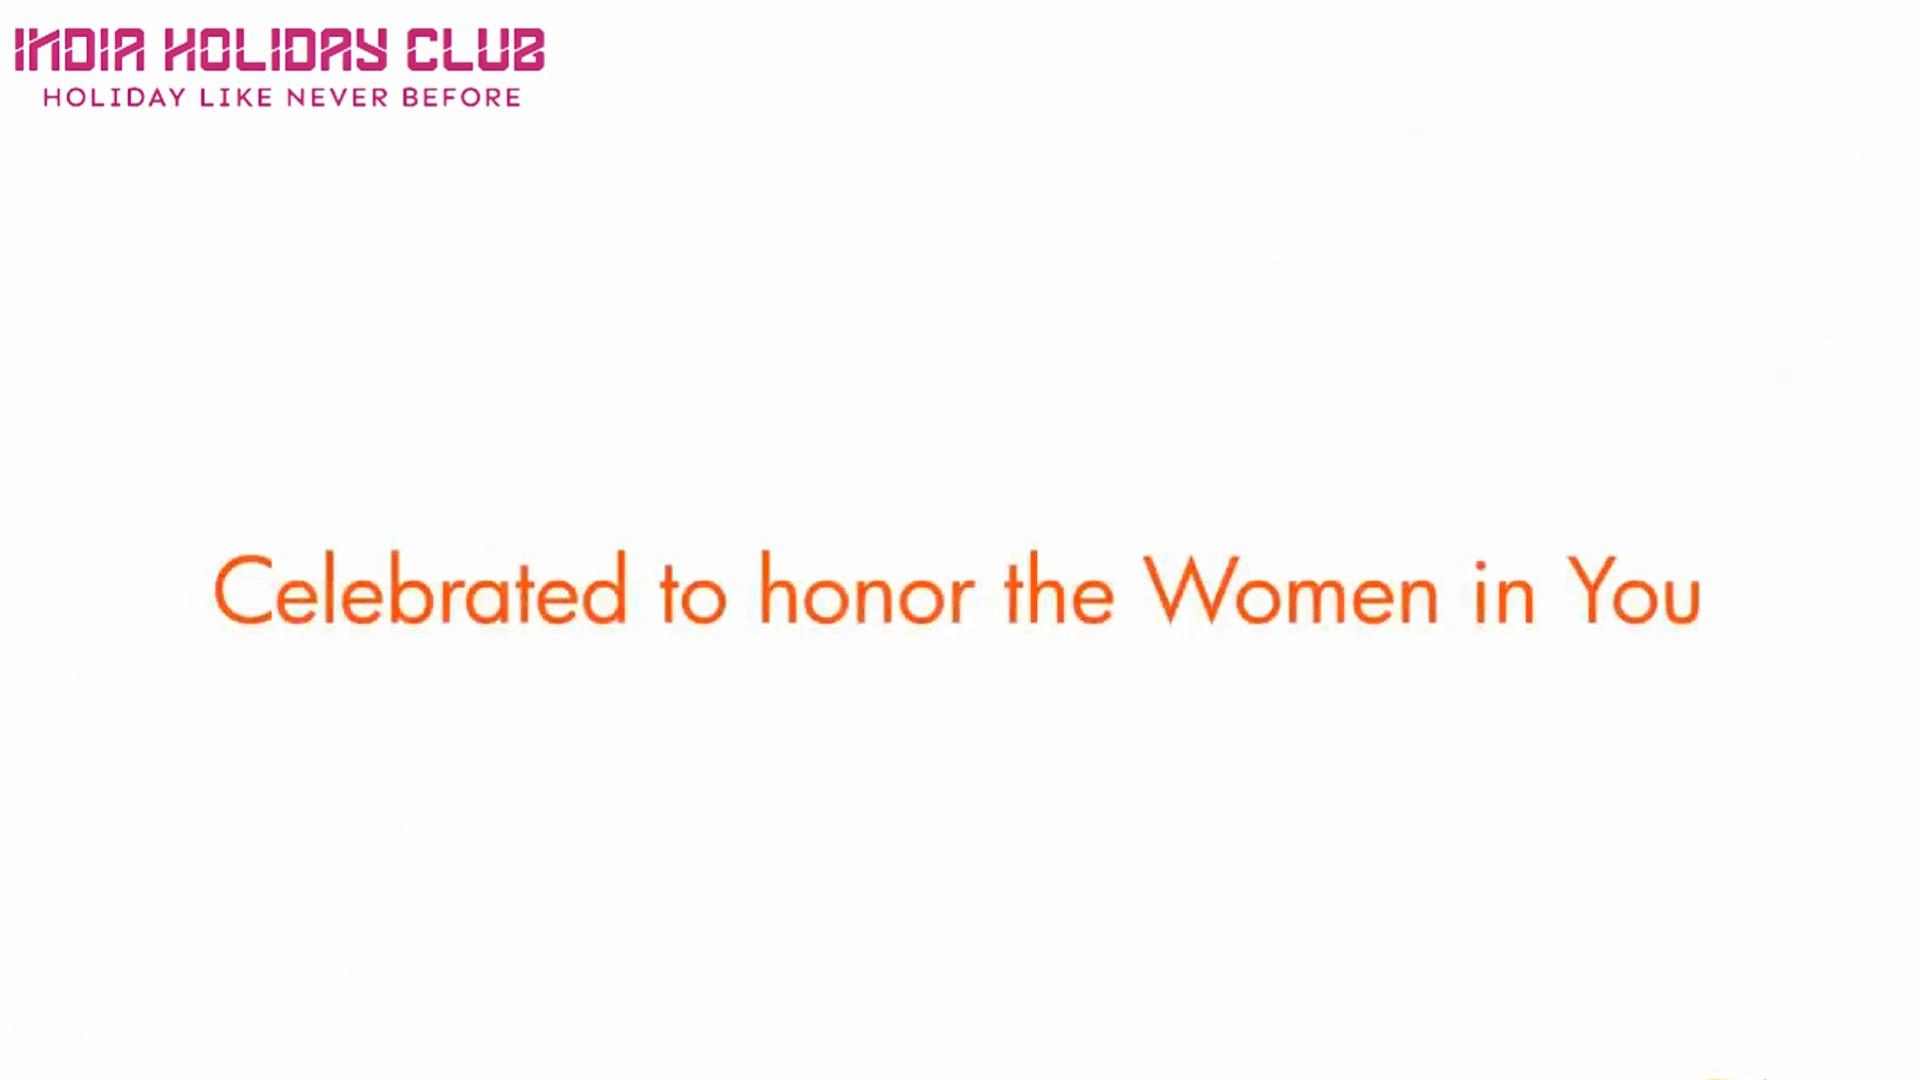 INDIA HOLIDAY CLUB
HOLIDAY LIKE NEVER BEFORE
Celebrated to honor the Women in You